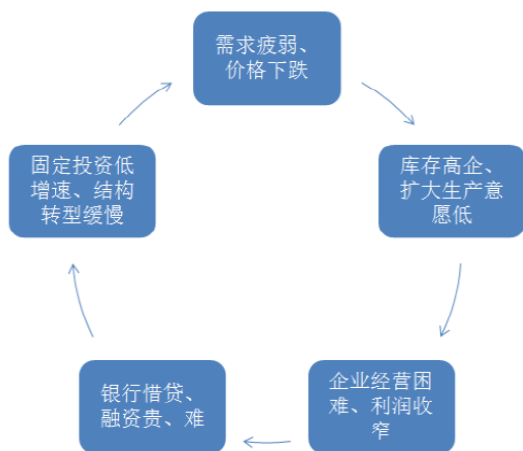 需求疲弱、
价格下跌
库存高企、
扩大生产意
愿低
企业经营困
难、利润收
窄
银行借贷、
融资贵、难
固定投资低
增速、结构
转型缓慢